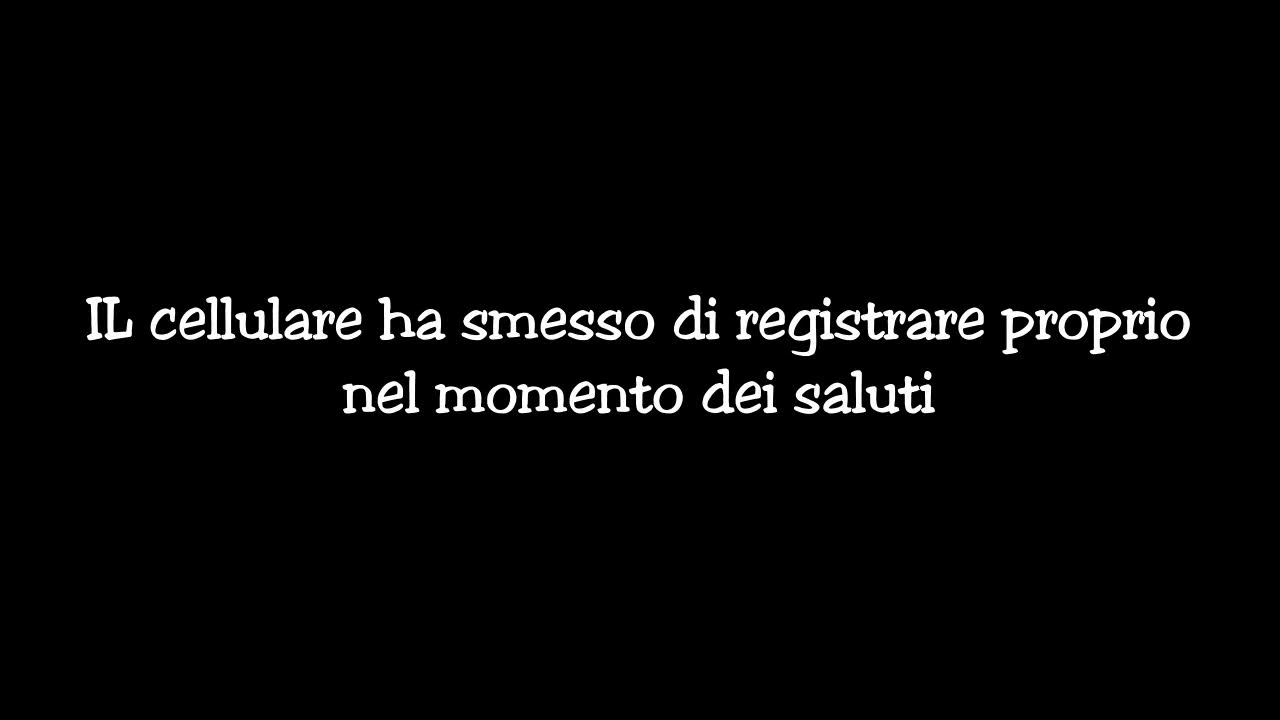 IL cellulare ha smesso di registrare proprio
nel momento dei saluti